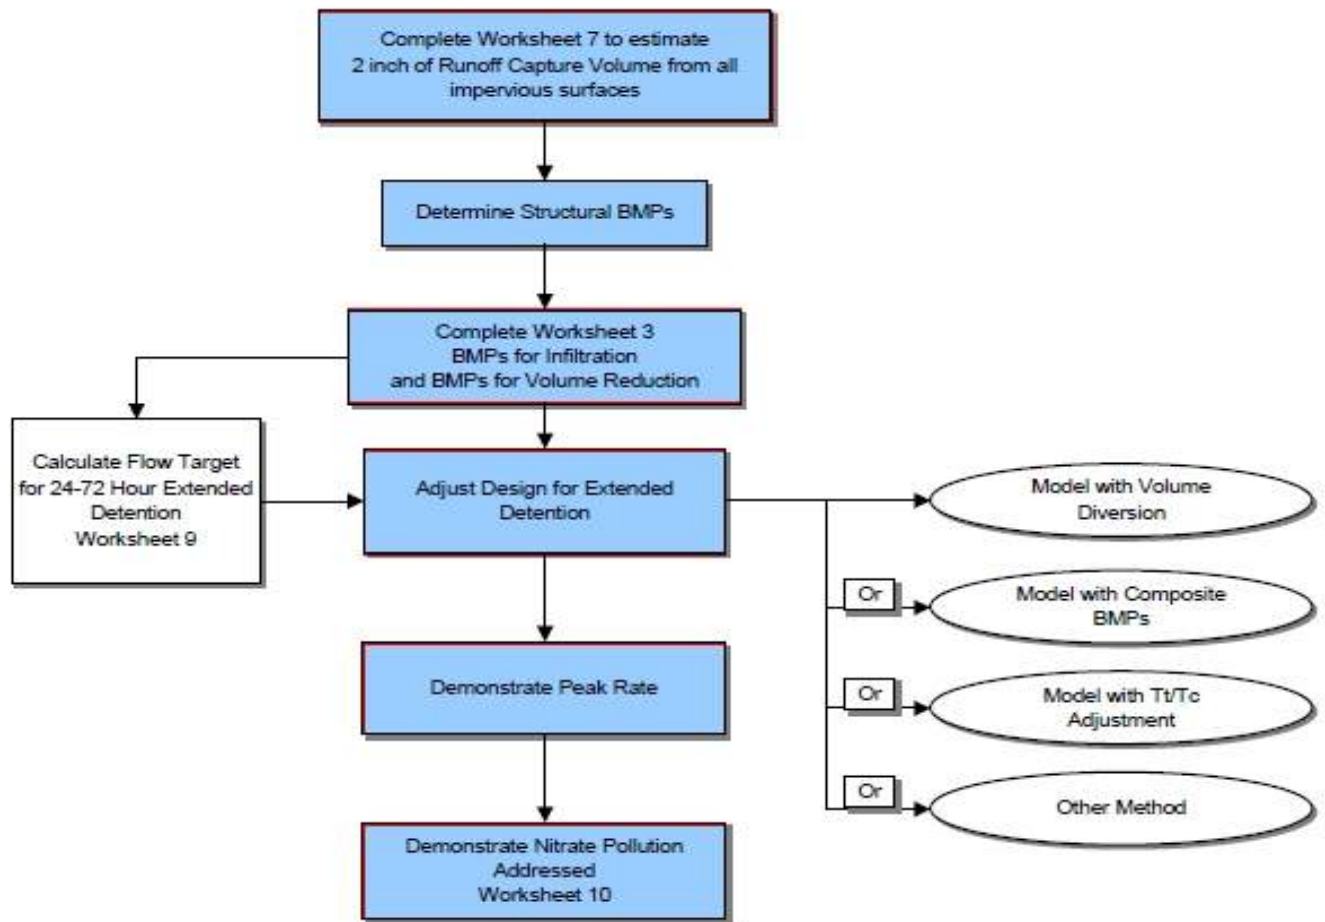 Complete Worksheet 7 to estimate
2 inch of Runoff Capture Volume from all
impervious surfaces
Determine Structural BMPs
Complete Worksheet 3
BMPs for Infiltration
and BMPs for Volume Reduction
Calculate Flow Target
for 24-72 Hour Extended
Detention
Worksheet 9
Adjust Design for Extended
Detention
Model with Volume
Diversion
Or
Model with Composite
BMPs
Demonstrate Peak Rate
Or
Model with Tt/Tc
Adjustment
Or
Other Method
Demonstrate Nitrate Pollution
Addressed
Worksheet 10